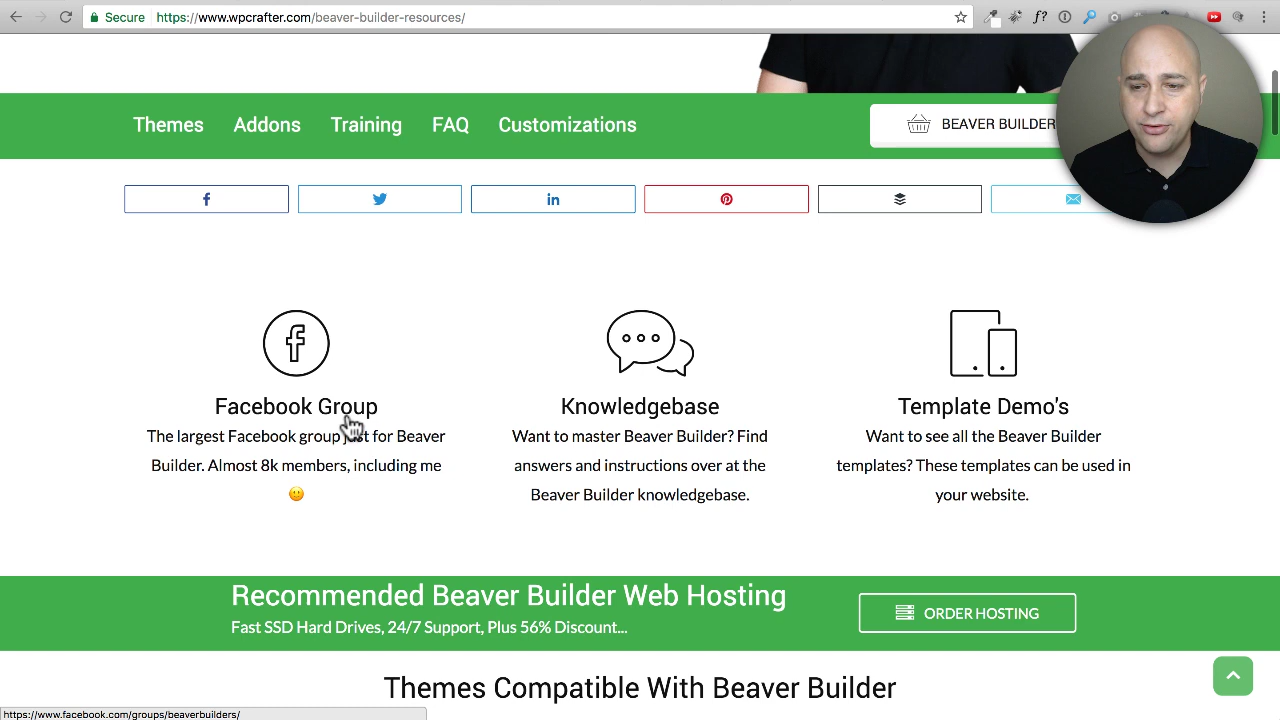 Secure https://www.wpcrafter.com/beaver-builder-resources/
f?
Themes Addons Training FAQ Customizations BEAVER BUILDER
Facebook Group
The largest Facebook group just for Beaver
Builder. Almost 8k members, including me
🙂
Knowledgebase
Want to master Beaver Builder? Find
answers and instructions over at the
Beaver Builder knowledgebase.
Template Demo's
Want to see all the Beaver Builder
templates? These templates can be used in
your website.
Recommended Beaver Builder Web Hosting
Fast SSD Hard Drives, 24/7 Support, Plus 56% Discount...
ORDER HOSTING
Themes Compatible With Beaver Builder
https://www.facebook.com/groups/beaverbuilders/